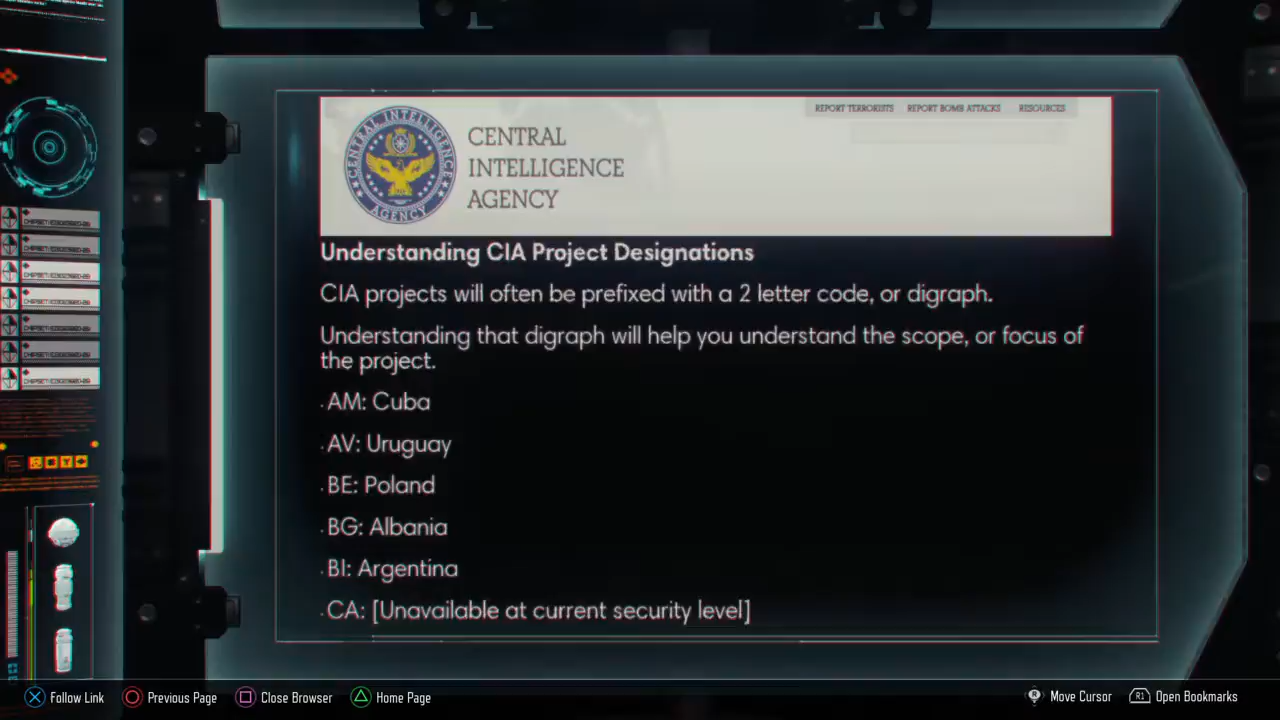 REPORT TERRORISTS REPORT BOMB ATTACKS RESOURCES
CENTRAL INTELLIGENCE AGENCY
CENTRAL
INTELLIGENCE
AGENCY
Understanding CIA Project Designations
CIA projects will often be prefixed with a 2 letter code, or digraph.
Understanding that digraph will help you understand the scope, or focus of
the project.
· AM: Cuba
· AV: Uruguay
· BE: Poland
· BG: Albania
· BI: Argentina
· CA: [Unavailable at current security level]
Follow Link Previous Page Close Browser Home Page R Move Cursor R1 Open Bookmarks